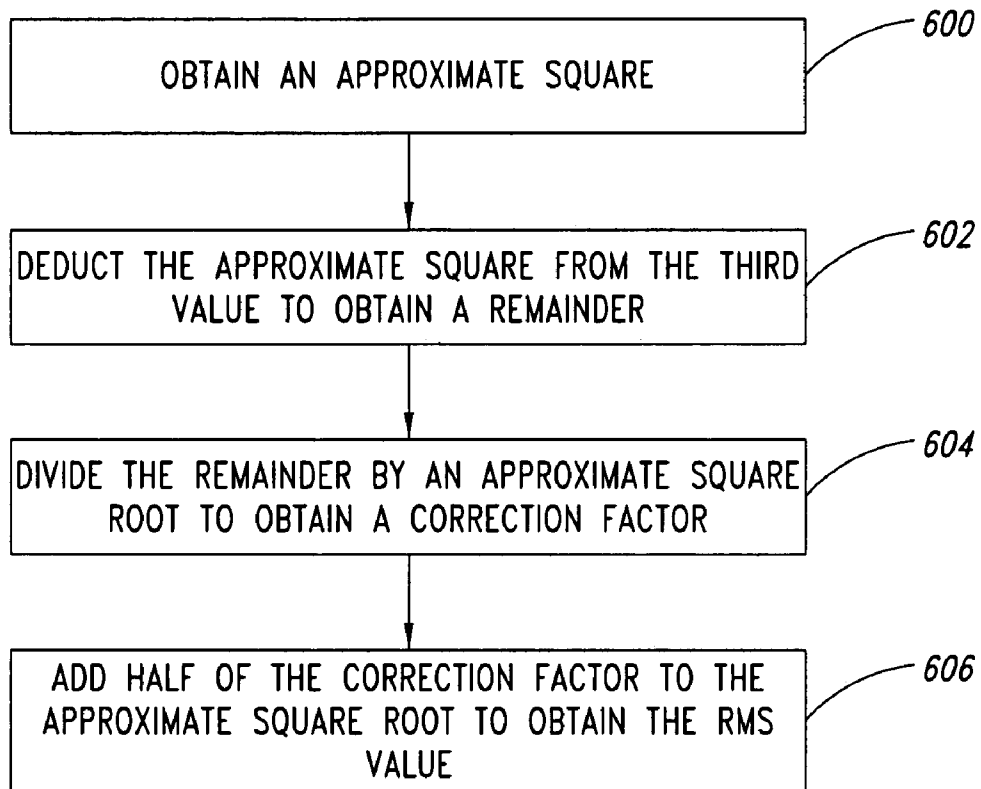 600
OBTAIN AN APPROXIMATE SQUARE
602
DEDUCT THE APPROXIMATE SQUARE FROM THE THIRD
VALUE TO OBTAIN A REMAINDER
604
DIVIDE THE REMAINDER BY AN APPROXIMATE SQUARE
ROOT TO OBTAIN A CORRECTION FACTOR
606
ADD HALF OF THE CORRECTION FACTOR TO THE
APPROXIMATE SQUARE ROOT TO OBTAIN THE RMS
VALUE